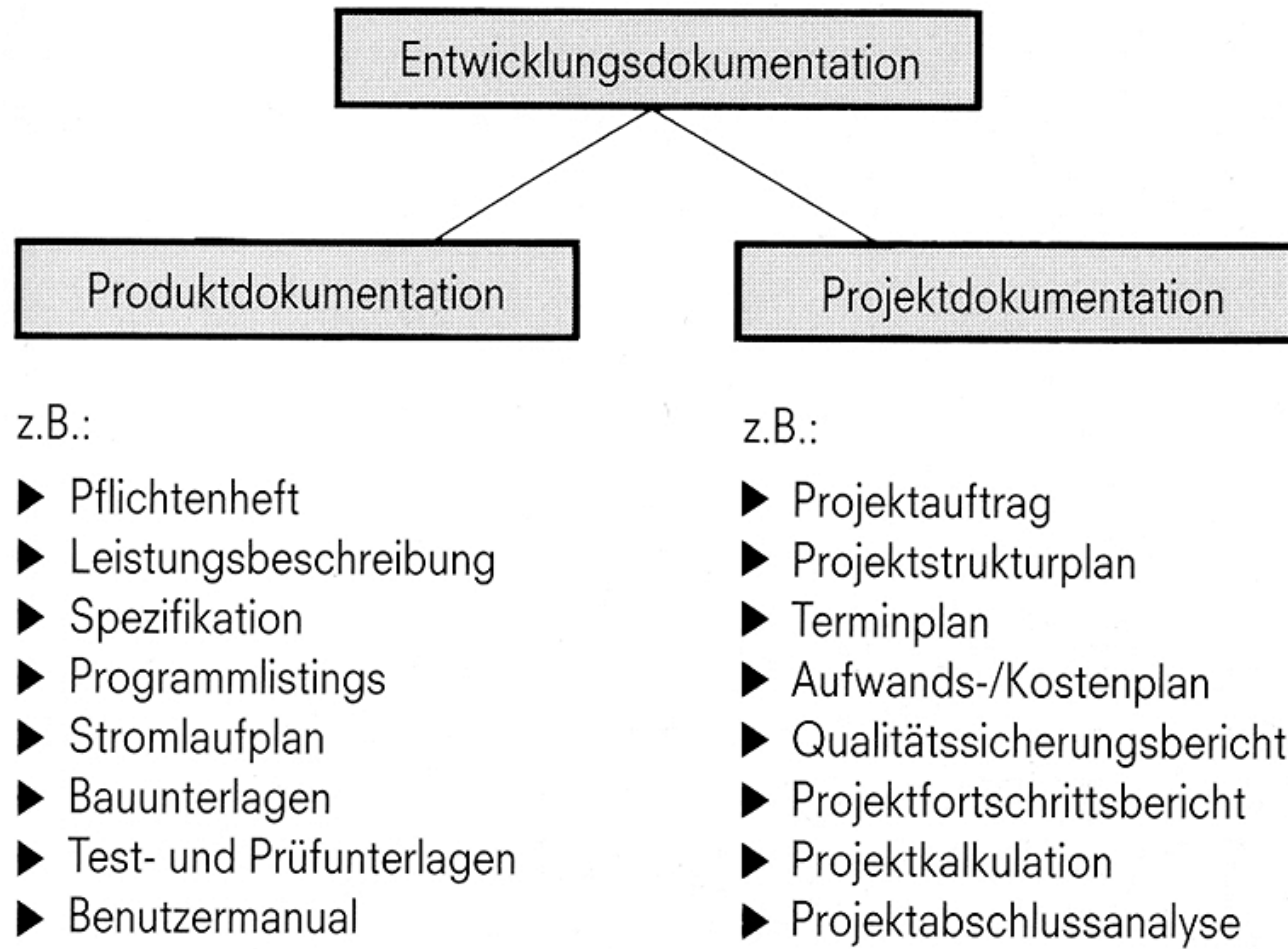 Entwicklungsdokumentation
Produktdokumentation
Projektdokumentation
z.B.:
▶ Pflichtenheft
▶ Leistungsbeschreibung
▶ Spezifikation
▶ Programmlistings
▶ Stromlaufplan
▶ Bauunterlagen
▶ Test- und Prüfunterlagen
▶ Benutzermanual
z.B.:
▶ Projektauftrag
▶ Projektstrukturplan
▶ Terminplan
▶ Aufwands-/Kostenplan
▶ Qualitätssicherungsbericht
▶ Projektfortschrittsbericht
▶ Projektkalkulation
▶ Projektabschlussanalyse